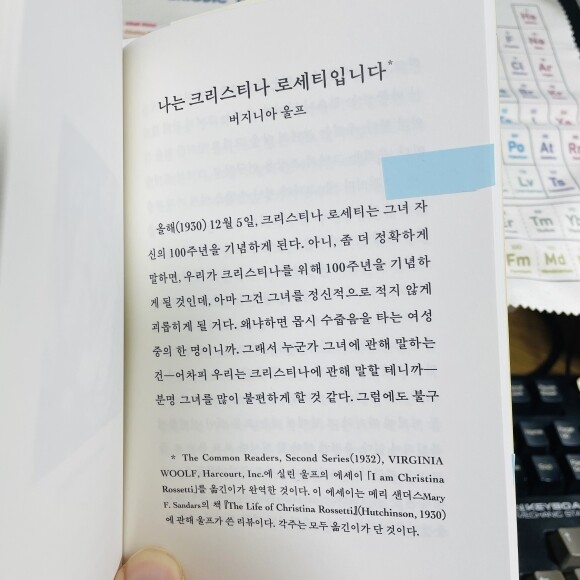 나는 크리스티나 로세티입니다*
버지니아 울프
올해(1930) 12월 5일, 크리스티나 로세티는 그녀 자
신의 100주년을 기념하게 된다. 아니, 좀 더 정확하게
말하면, 우리가 크리스티나를 위해 100주년을 기념하
게 될 것인데, 아마 그건 그녀를 정신적으로 적지 않게
괴롭히게 될 거다. 왜냐하면 몹시 수줍음을 타는 여성
중의 한 명이니까. 그래서 누군가 그녀에 관해 말하는
건—어차피 우리는 크리스티나에 관해 말할 테니까—
분명 그녀를 많이 불편하게 할 것 같다. 그럼에도 불구
* The Common Readers, Second Series(1932), VIRGINIA
WOOLF, Harcourt, Inc.에 실린 울프의 에세이 「I am Christina
Rossetti」를 옮긴이가 완역한 것이다. 이 에세이는 메리 샌더스Mary
F. Sandars의 책 『The Life of Christina Rossetti』(Hutchinson, 1930)
에 관해 울프가 쓴 리뷰이다. 각주는 모두 옮긴이가 단 것이다.
He
F
Ne
Cl
Ar
Br
Kr
Po
At
Rn
Lv
Ts
Fm
Md
KEYBOA